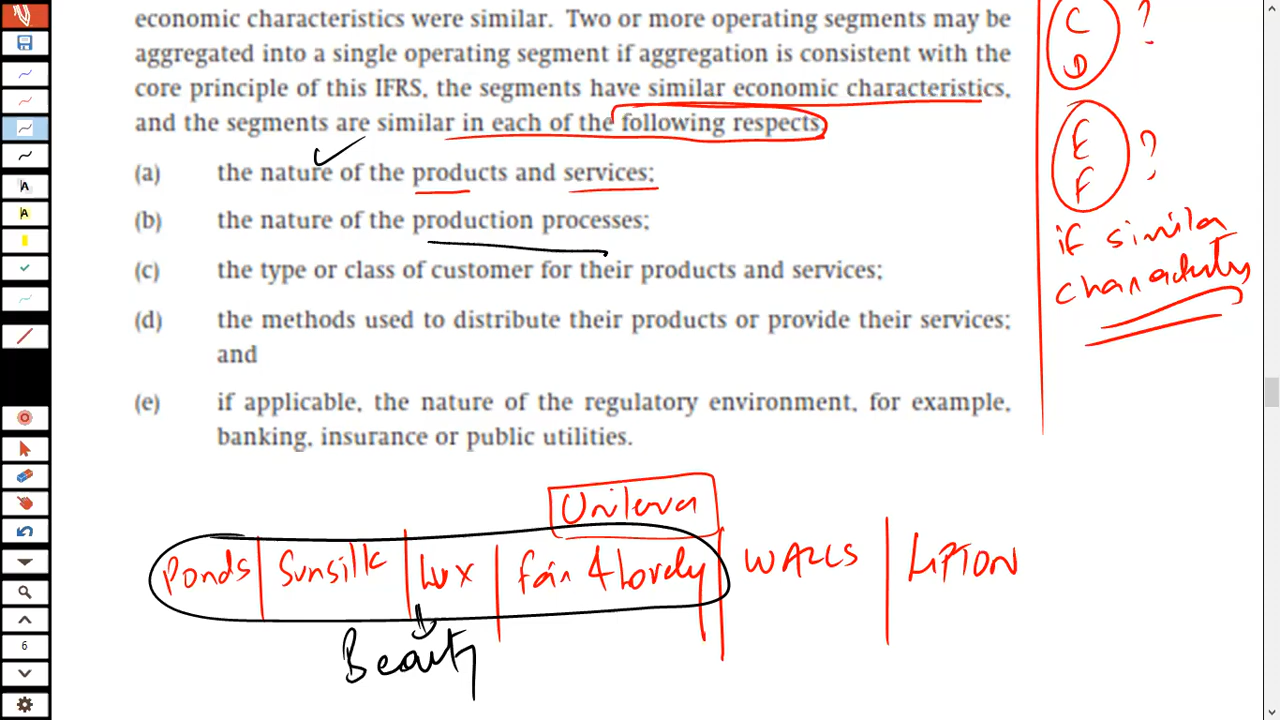 economic characteristics were similar. Two or more operating segments may be
aggregated into a single operating segment if aggregation is consistent with the
core principle of this IFRS, the segments have similar economic characteristics,
and the segments are similar in each of the following respects:
(a) the nature of the products and services;
(b) the nature of the production processes;
(c) the type or class of customer for their products and services;
(d) the methods used to distribute their products or provide their services;
and
(e) if applicable, the nature of the regulatory environment, for example,
banking, insurance or public utilities.
C ?
D
E ?
F
if similar
Unilever
Ponds Sunsilk Lux fair & lovely WALLS LIPTON
Beauty
A
A
6